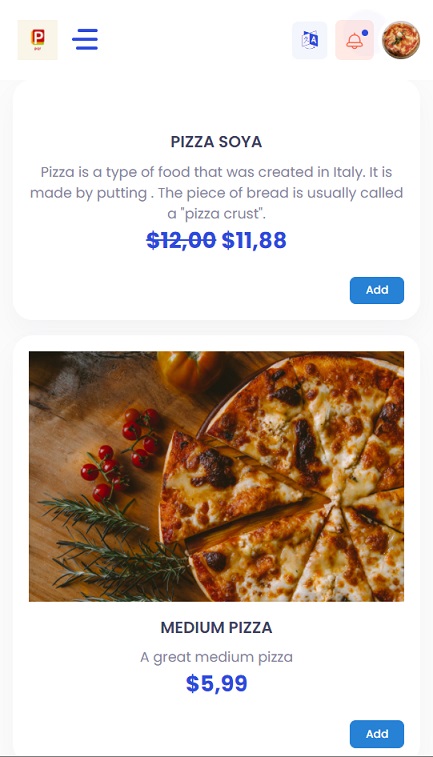 P
A
PIZZA SOYA
Pizza is a type of food that was created in Italy. It is
made by putting . The piece of bread is usually called
a "pizza crust".
$12,00 $11,88
Add
MEDIUM PIZZA
A great medium pizza
$5,99
Add